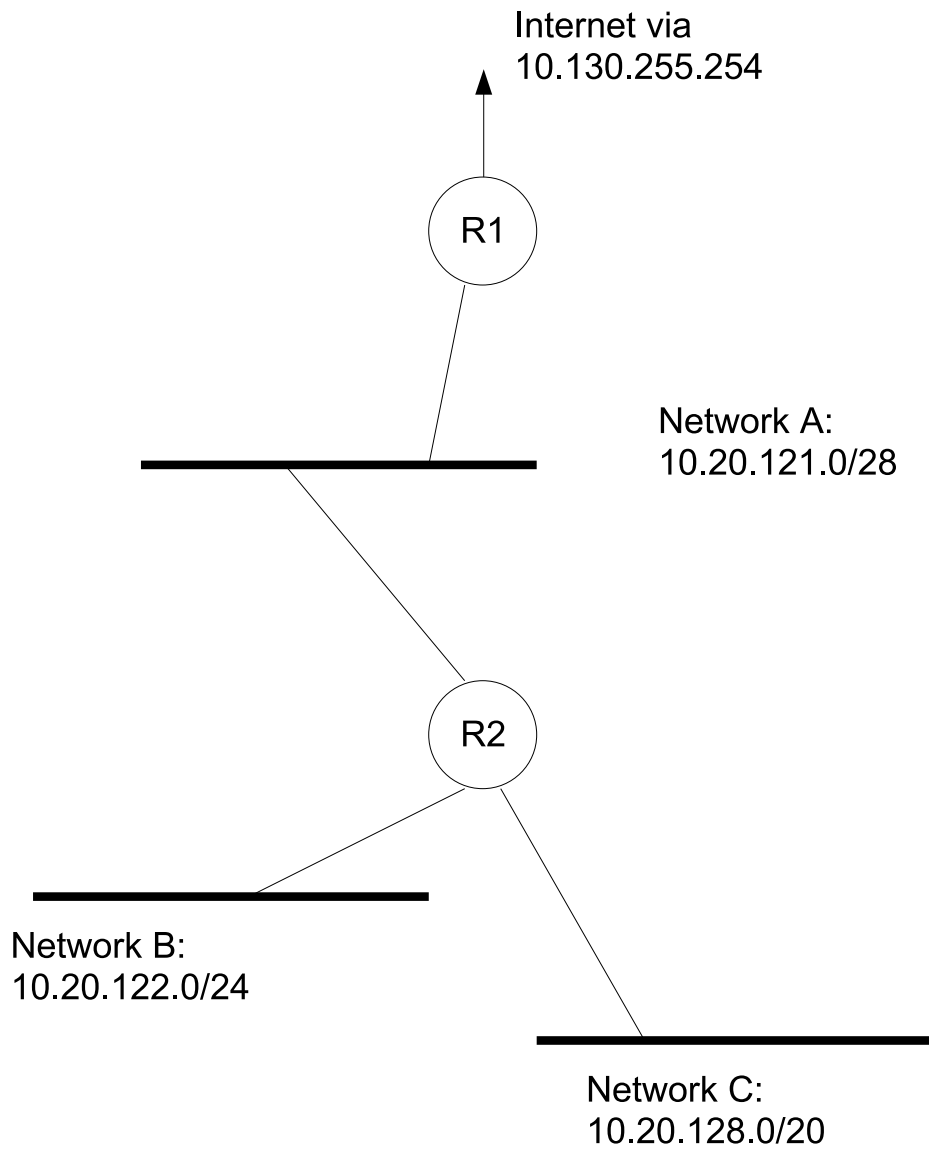 Internet via
10.130.255.254
R1
Network A:
10.20.121.0/28
R2
Network B:
10.20.122.0/24
Network C:
10.20.128.0/20